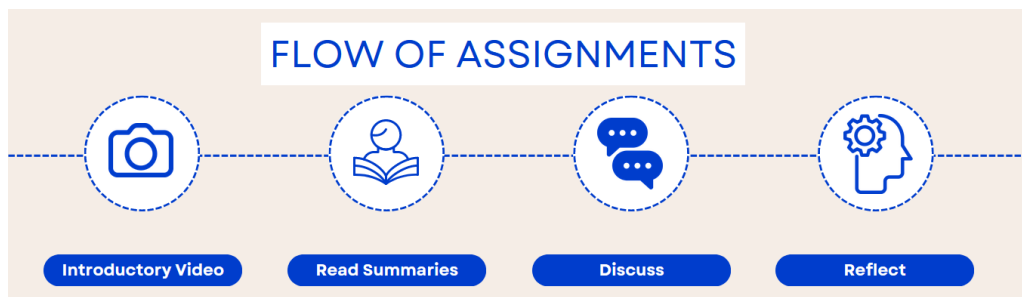 FLOW OF ASSIGNMENTS
Introductory Video
Read Summaries
Discuss
Reflect